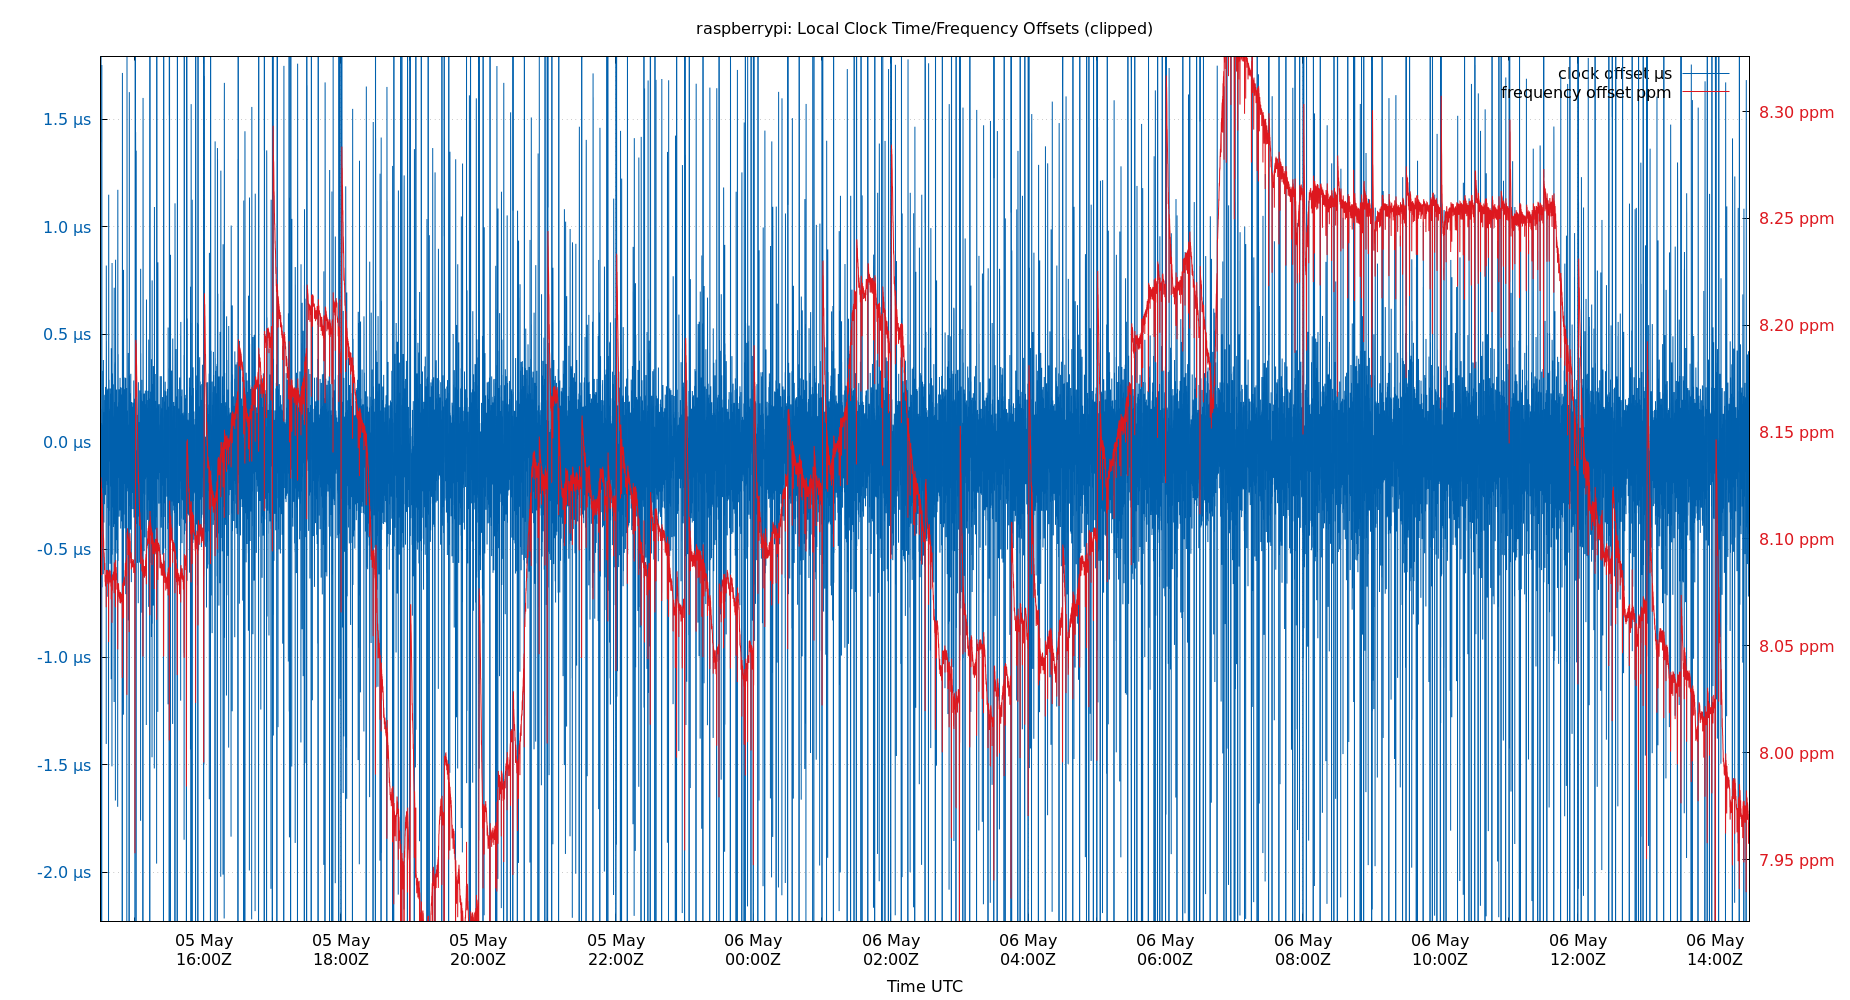 raspberrypi: Local Clock Time/Frequency Offsets (clipped)
clock offset µs
frequency offset ppm
1.5 µs
1.0 µs
0.5 µs
0.0 µs
-0.5 µs
-1.0 µs
-1.5 µs
-2.0 µs
8.30 ppm
8.25 ppm
8.20 ppm
8.15 ppm
8.10 ppm
8.05 ppm
8.00 ppm
7.95 ppm
05 May 05 May 05 May 05 May 06 May 06 May 06 May 06 May 06 May 06 May 06 May 06 May
16:00Z 18:00Z 20:00Z 22:00Z 00:00Z 02:00Z 04:00Z 06:00Z 08:00Z 10:00Z 12:00Z 14:00Z
Time UTC